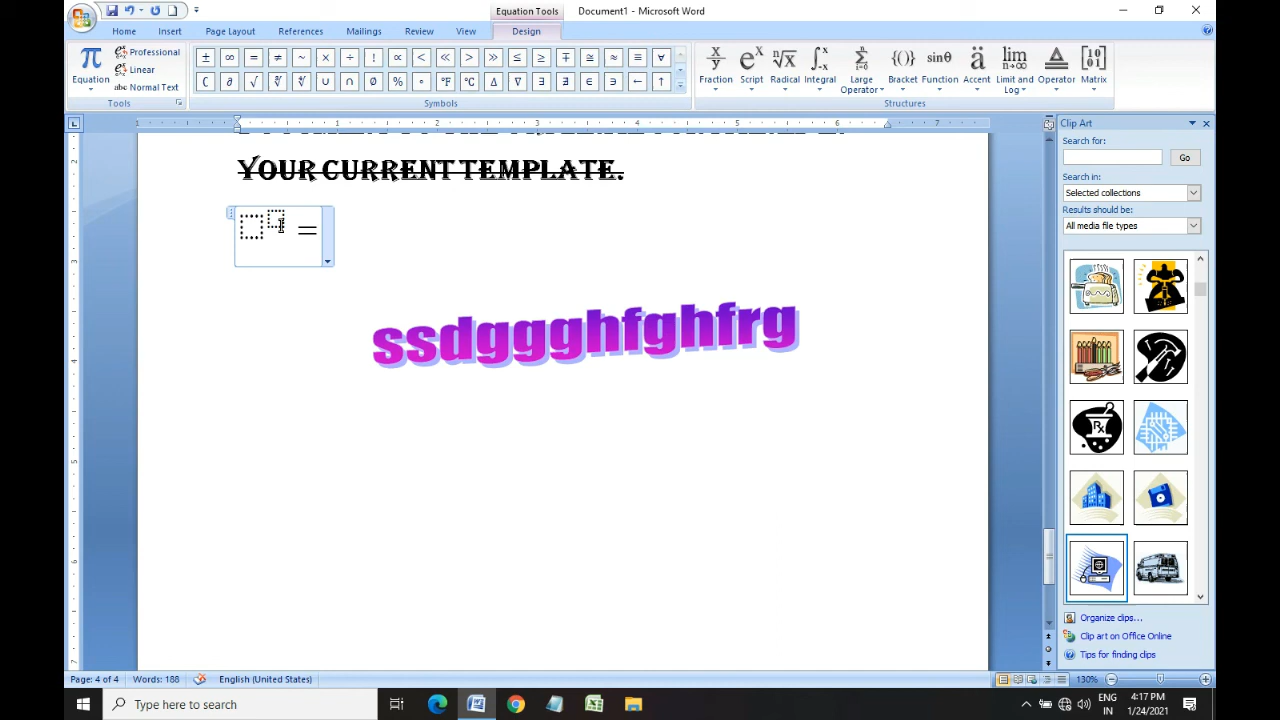 Equation Tools
Document1 - Microsoft Word
Home Insert Page Layout References Mailings Review View Design
π Equation
Professional
Linear
abc Normal Text
Tools
± ∞ = ≠ ~ × ÷ ! ∝ < ≪ > ≫ ≤ ≥ ∓ ≅ ≈ ≡ ∀
∁ ∂ √ ∛ ∜ ∪ ∩ ∅ % ° °F °C ∆ ∇ ∃ ∄ ∈ ∋ ← ↑
Symbols
Fraction Script Radical Integral Large Operator Bracket Function Accent Limit and Log Operator Matrix
Structures
YOUR CURRENT TEMPLATE.
=
ssdgggghfghfrg
Clip Art
Search for:
Go
Search in:
Selected collections
Results should be:
All media file types
Organize clips...
Clip art on Office Online
Tips for finding clips
Page: 4 of 4 Words: 188 English (United States) 130%
Type here to search
ENG 4:17 PM
IN 1/24/2021